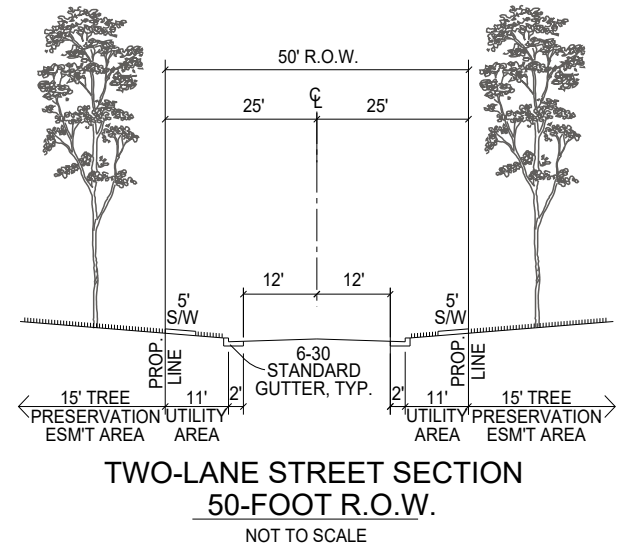 50' R.O.W.
℄
25' 25'
12' 12'
5'
S/W
5'
S/W
PROP.
LINE
6-30
STANDARD
GUTTER, TYP.
PROP.
LINE
15' TREE
PRESERVATION
ESM'T AREA
11'
UTILITY
AREA
2'
2'
11'
UTILITY
AREA
15' TREE
PRESERVATION
ESM'T AREA
TWO-LANE STREET SECTION
50-FOOT R.O.W.
NOT TO SCALE